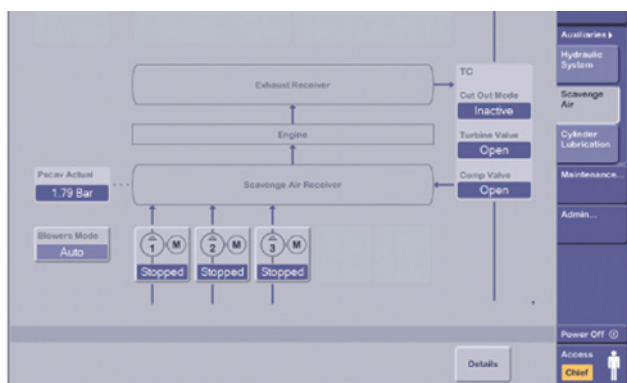 Auxiliaries
Hydraulic
System
Scavenge
Air
Cylinder
Lubrication
Maintenance...
Admin...
Exhaust Receiver
Engine
Scavenge Air Receiver
TC
Cut Out Mode
Inactive
Turbine Valve
Open
Comp Valve
Open
Pscav Actual
1.79 Bar
Blowers Mode
Auto
1 M
Stopped
2 M
Stopped
3 M
Stopped
Details
Power Off
Access
Chief